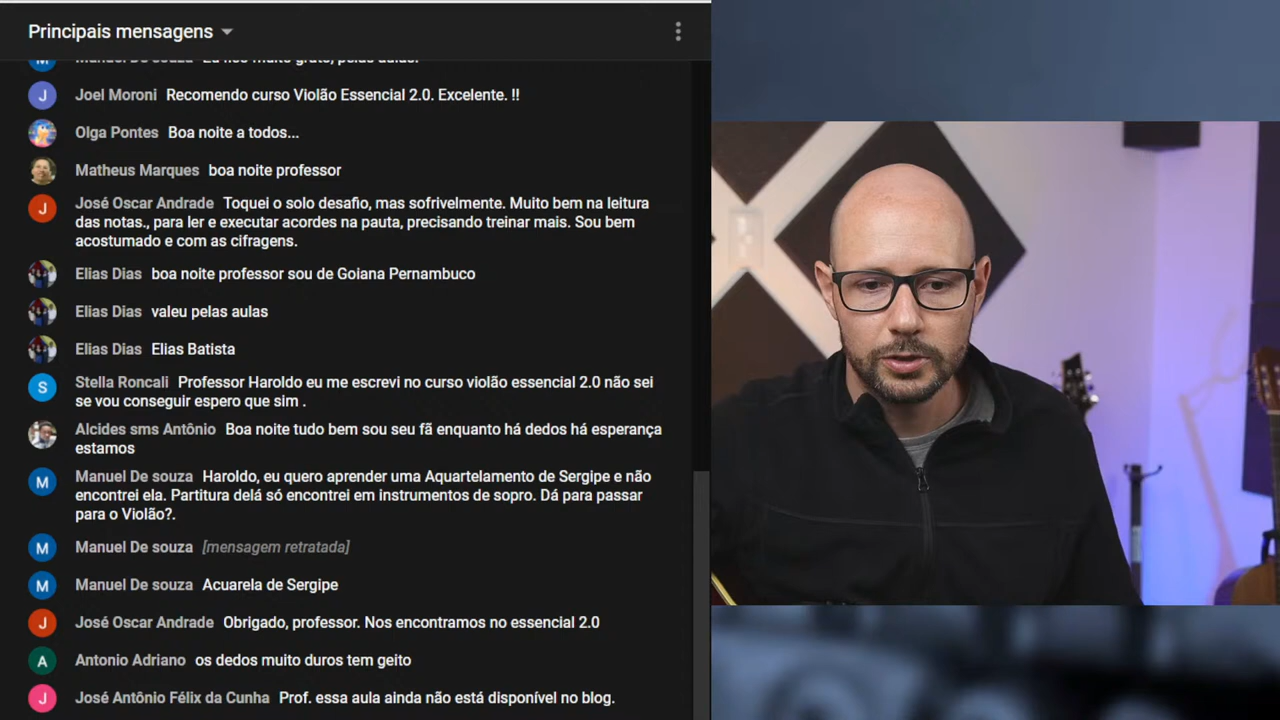 Principais mensagens
Manuel De souza Eu fios muito grato, pelas aulas!
J Joel Moroni Recomendo curso Violão Essencial 2.0. Excelente. !!
Olga Pontes Boa noite a todos...
Matheus Marques boa noite professor
J José Oscar Andrade Toquei o solo desafio, mas sofrivelmente. Muito bem na leitura
das notas., para ler e executar acordes na pauta, precisando treinar mais. Sou bem
acostumado e com as cifragens.
Elias Dias boa noite professor sou de Goiana Pernambuco
Elias Dias valeu pelas aulas
Elias Dias Elias Batista
S Stella Roncali Professor Haroldo eu me escrevi no curso violão essencial 2.0 não sei
se vou conseguir espero que sim .
Alcides sms Antônio Boa noite tudo bem sou seu fã enquanto há dedos há esperança
estamos
M Manuel De souza Haroldo, eu quero aprender uma Aquartelamento de Sergipe e não
encontrei ela. Partitura delá só encontrei em instrumentos de sopro. Dá para passar
para o Violão?.
M Manuel De souza [mensagem retratada]
M Manuel De souza Acuarela de Sergipe
J José Oscar Andrade Obrigado, professor. Nos encontramos no essencial 2.0
A Antonio Adriano os dedos muito duros tem geito
J José Antônio Félix da Cunha Prof. essa aula ainda não está disponível no blog.